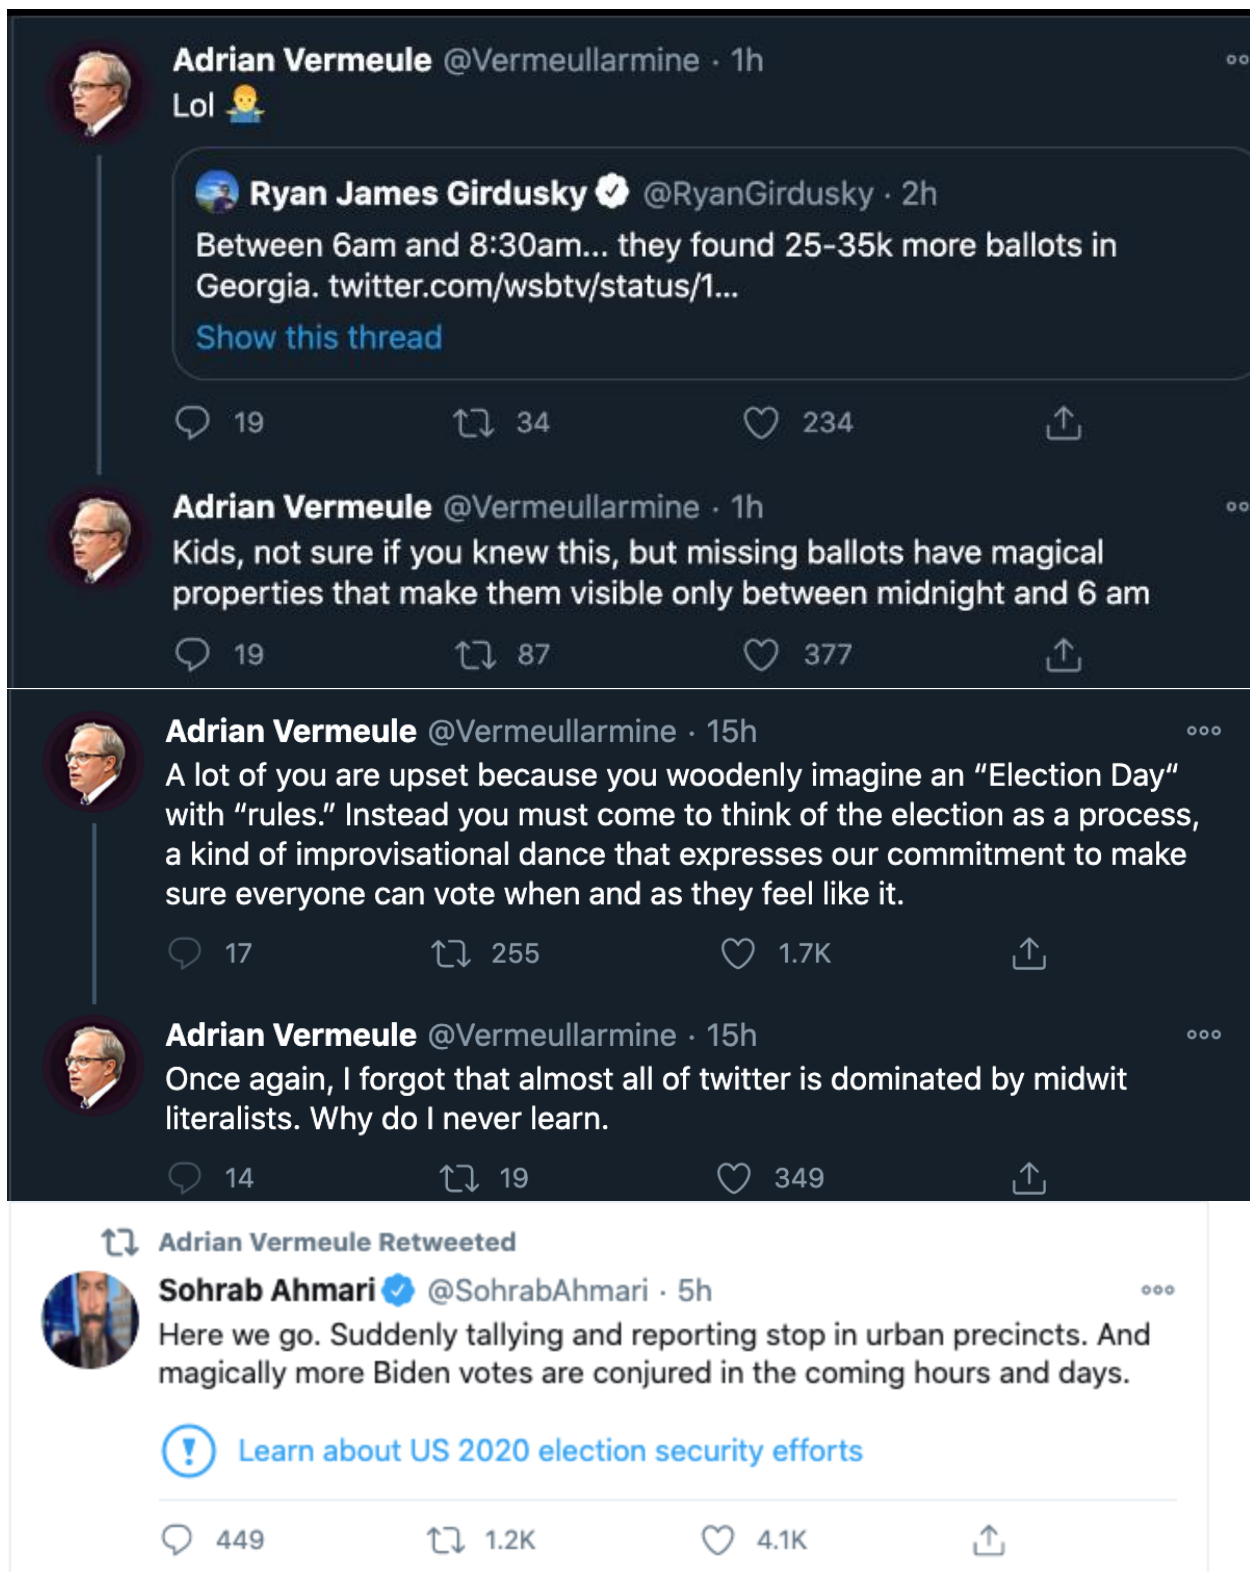 Adrian Vermeule @Vermeullarmine · 1h
Lol 🤷‍♂️
Ryan James Girdusky @RyanGirdusky · 2h
Between 6am and 8:30am... they found 25-35k more ballots in
Georgia. twitter.com/wsbtv/status/1...
Show this thread
19 34 234
Adrian Vermeule @Vermeullarmine · 1h
Kids, not sure if you knew this, but missing ballots have magical
properties that make them visible only between midnight and 6 am
19 87 377
Adrian Vermeule @Vermeullarmine · 15h
A lot of you are upset because you woodenly imagine an “Election Day“
with “rules.” Instead you must come to think of the election as a process,
a kind of improvisational dance that expresses our commitment to make
sure everyone can vote when and as they feel like it.
17 255 1.7K
Adrian Vermeule @Vermeullarmine · 15h
Once again, I forgot that almost all of twitter is dominated by midwit
literalists. Why do I never learn.
14 19 349
Adrian Vermeule Retweeted
Sohrab Ahmari @SohrabAhmari · 5h
Here we go. Suddenly tallying and reporting stop in urban precincts. And
magically more Biden votes are conjured in the coming hours and days.
Learn about US 2020 election security efforts
449 1.2K 4.1K